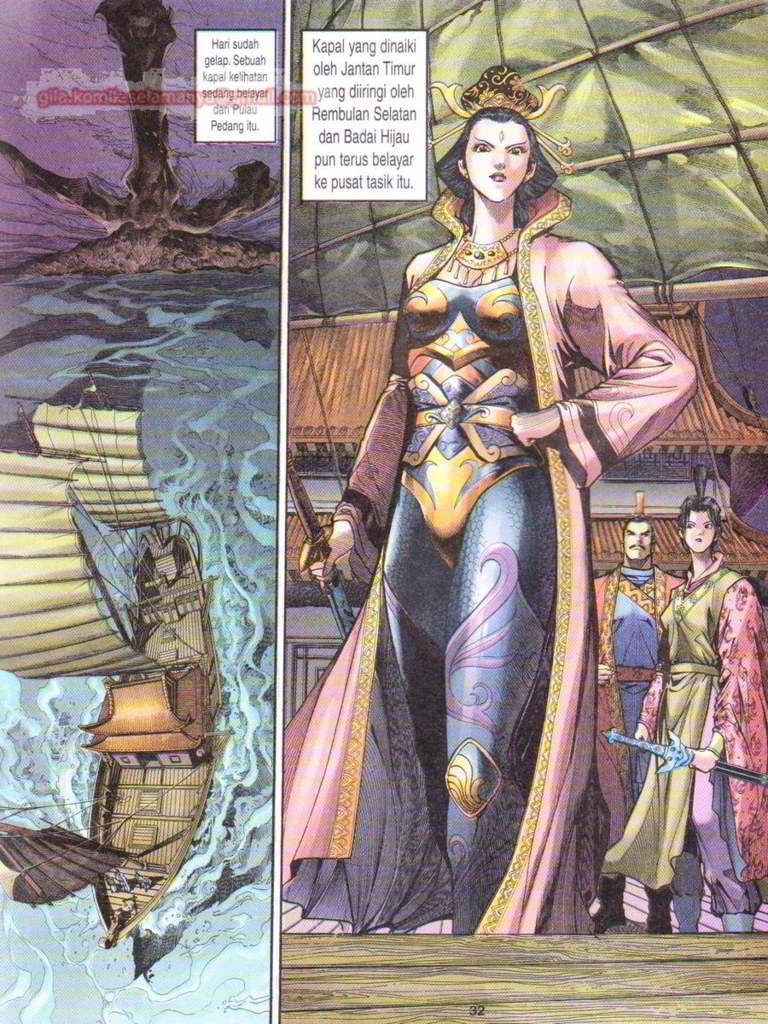 Hari sudah
gelap. Sebuah
kapal kelihatan
sedang belayar
dari Pulau
Pedang itu.
Kapal yang dinaiki
oleh Jantan Timur
yang diiringi oleh
Rembulan Selatan
dan Badai Hijau
pun terus belayar
ke pusat tasik itu.
32